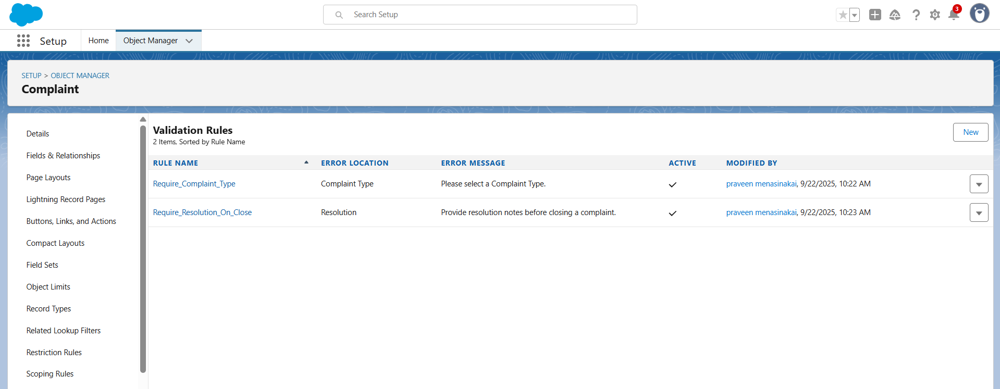 Search Setup
3
Setup
Home
Object Manager
SETUP > OBJECT MANAGER
Complaint
Details
Fields & Relationships
Page Layouts
Lightning Record Pages
Buttons, Links, and Actions
Compact Layouts
Field Sets
Object Limits
Record Types
Related Lookup Filters
Restriction Rules
Scoping Rules
Validation Rules
2 Items, Sorted by Rule Name
New
RULE NAME ERROR LOCATION ERROR MESSAGE ACTIVE MODIFIED BY
Require_Complaint_Type Complaint Type Please select a Complaint Type. praveen menasinakai, 9/22/2025, 10:22 AM
Require_Resolution_On_Close Resolution Provide resolution notes before closing a complaint. praveen menasinakai, 9/22/2025, 10:23 AM